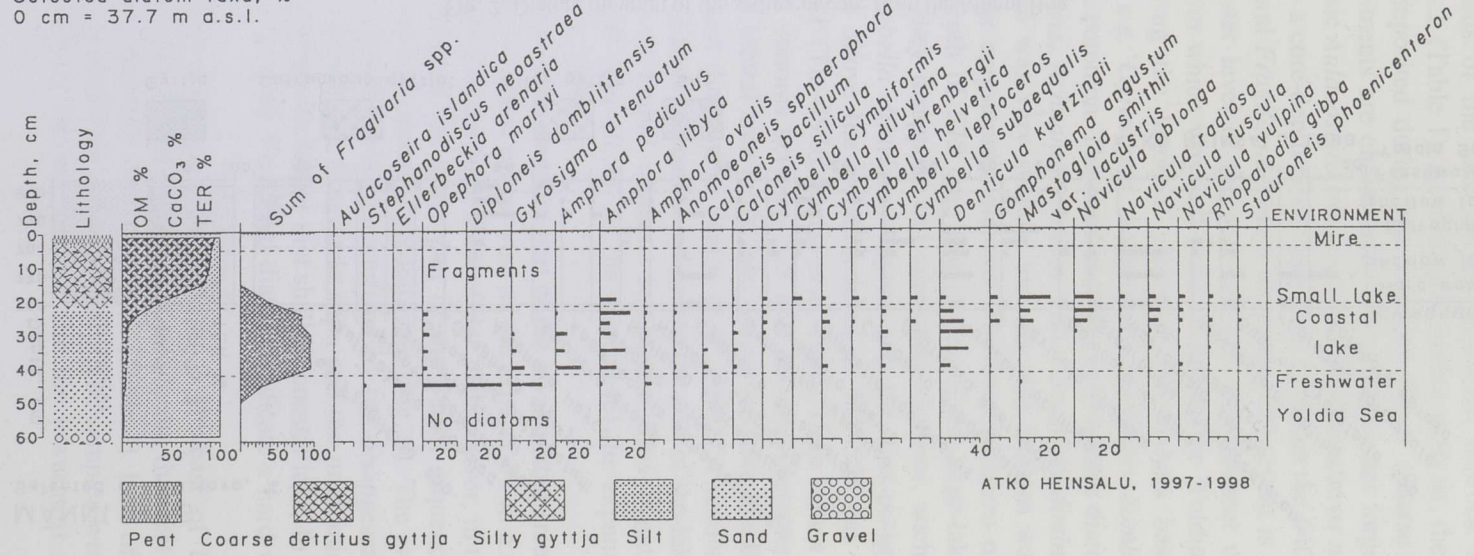 0 cm = 37.7 m a.s.l.
Depth, cm
Lithology
OM %
CaCO₃ %
TER %
Sum of Fragilaria spp.
Aulacoseira islandica
Stephanodiscus neoastraea
Ellerbeckia arenaria
Opephora martyi
Diploneis domblitensis
Gyrosigma attenuatum
Amphora pediculus
Amphora libyca
Amphora ovalis
Anomoeoneis sphaerophora
Caloneis bacillum
Caloneis silicula
Cymbella cymbiformis
Cymbella diluviana
Cymbella ehrenbergii
Cymbella helvetica
Cymbella leptoceros
Cymbella subaequalis
Denticula kuetzingii
Gomphonema angustum
Mastogloia smithii
var. lacustris
Navicula oblonga
Navicula radiosa
Navicula tuscula
Navicula vulpina
Rhopalodia gibba
Stauroneis phoenicenteron
ENVIRONMENT
0
10
20
30
40
50
60
Mire
Fragments
Small lake
Coastal
lake
Freshwater
Yoldia Sea
No diatoms
50 100 50 100 20 20 20 20 20 40 20 20
ATKO HEINSALU, 1997-1998
Peat Coarse detritus gyttja Silty gyttja Silt Sand Gravel